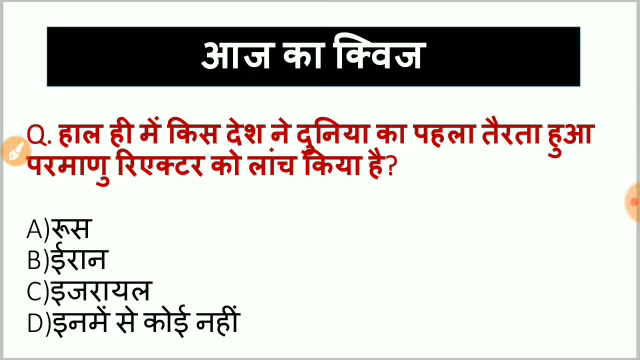 आज का क्विज
Q. हाल ही में किस देश ने दुनिया का पहला तैरता हुआ
परमाणु रिएक्टर को लांच किया है?
A)रूस
B)ईरान
C)इजरायल
D)इनमें से कोई नहीं